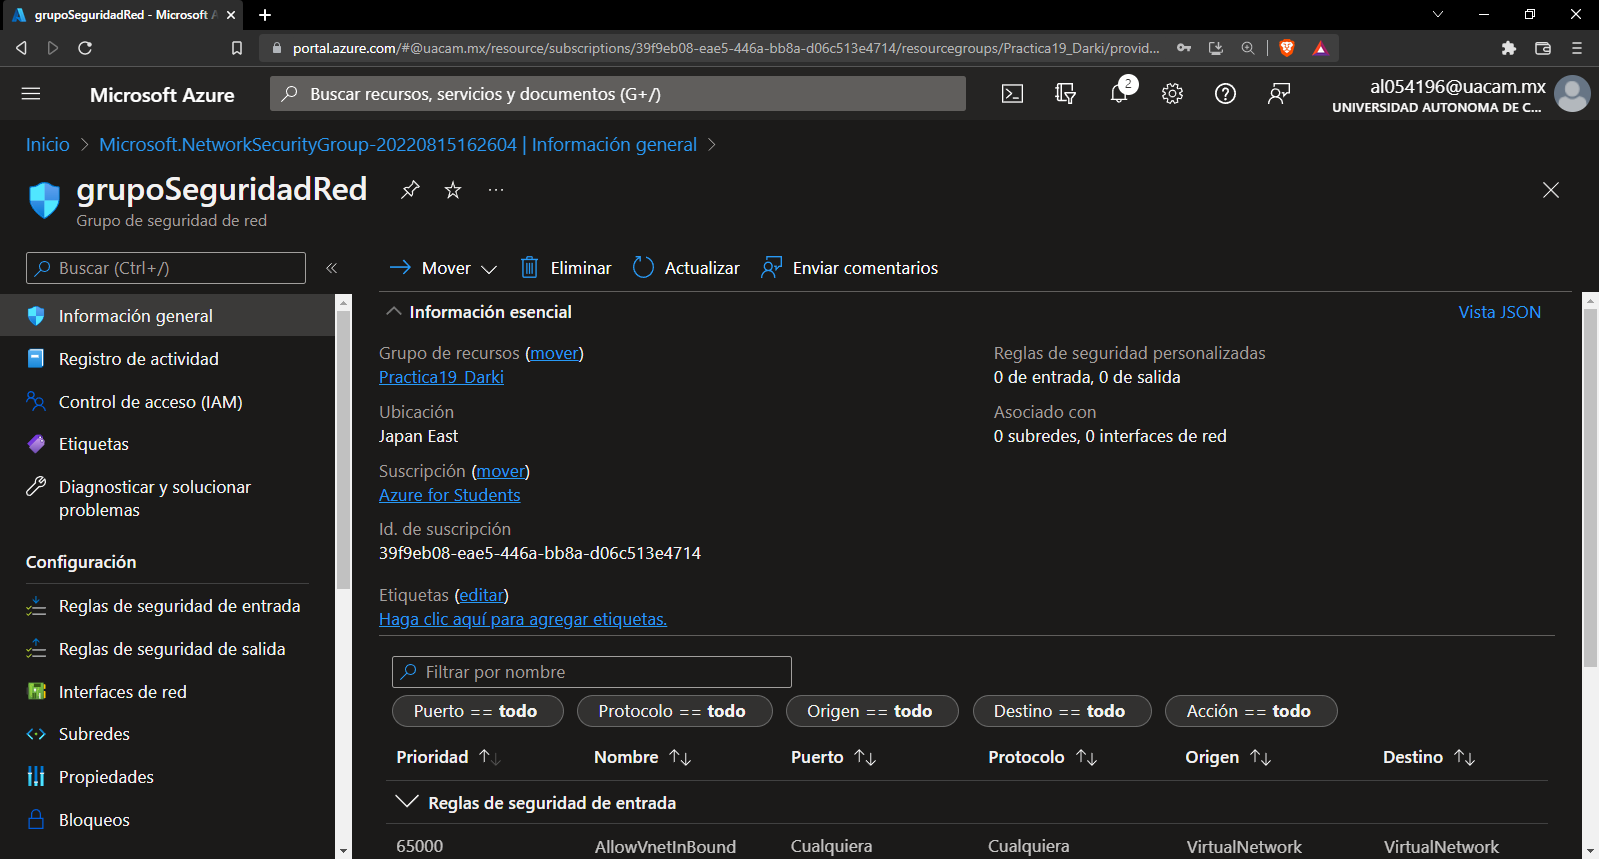 grupoSeguridadRed - Microsoft A
portal.azure.com/#@uacam.mx/resource/subscriptions/39f9eb08-eae5-446a-bb8a-d06c513e4714/resourcegroups/Practica19_Darki/provid...
Microsoft Azure
Buscar recursos, servicios y documentos (G+/)
2
al054196@uacam.mx
UNIVERSIDAD AUTONOMA DE C...
Inicio > Microsoft.NetworkSecurityGroup-20220815162604 | Información general >
grupoSeguridadRed
Grupo de seguridad de red
Buscar (Ctrl+/)
Información general
Registro de actividad
Control de acceso (IAM)
Etiquetas
Diagnosticar y solucionar
problemas
Configuración
Reglas de seguridad de entrada
Reglas de seguridad de salida
Interfaces de red
Subredes
Propiedades
Bloqueos
Mover
Eliminar
Actualizar
Enviar comentarios
Información esencial
Vista JSON
Grupo de recursos (mover)
Practica19_Darki
Ubicación
Japan East
Suscripción (mover)
Azure for Students
Id. de suscripción
39f9eb08-eae5-446a-bb8a-d06c513e4714
Etiquetas (editar)
Haga clic aquí para agregar etiquetas.
Reglas de seguridad personalizadas
0 de entrada, 0 de salida
Asociado con
0 subredes, 0 interfaces de red
Filtrar por nombre
Puerto == todo
Protocolo == todo
Origen == todo
Destino == todo
Acción == todo
Prioridad ↑↓ Nombre ↑↓ Puerto ↑↓ Protocolo ↑↓ Origen ↑↓ Destino ↑↓
Reglas de seguridad de entrada
65000 AllowVnetInBound Cualquiera Cualquiera VirtualNetwork VirtualNetwork